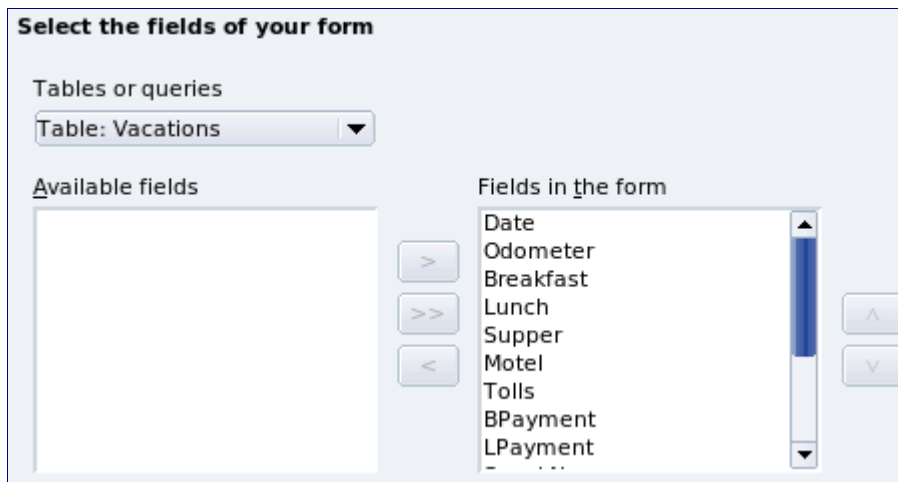 Select the fields of your form
Tables or queries
Table: Vacations
Available fields
Fields in the form
Date
Odometer
Breakfast
Lunch
Supper
Motel
Tolls
BPayment
LPayment
>
>>
<
^
v